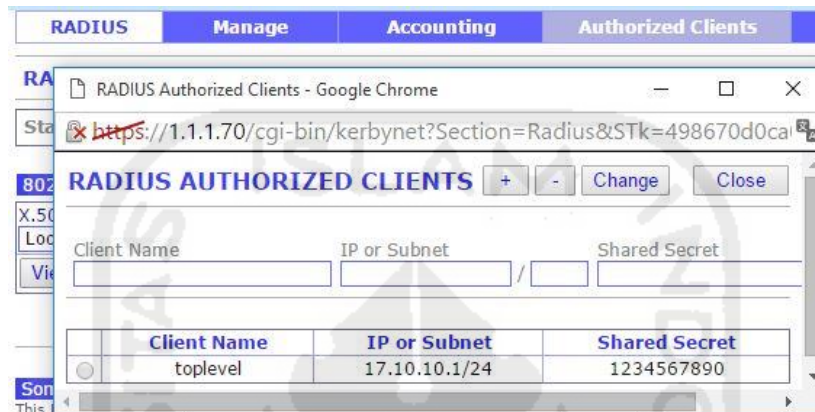 RADIUS Manage Accounting Authorized Clients
RA
RADIUS Authorized Clients - Google Chrome
Sta
https://1.1.1.70/cgi-bin/kerbynet?Section=Radius&STk=498670d0ca
802
RADIUS AUTHORIZED CLIENTS + - Change Close
X.50
Loc
Client Name IP or Subnet Shared Secret
Vie
/
Client Name IP or Subnet Shared Secret
toplevel 17.10.10.1/24 1234567890
Son
This
ISLAM